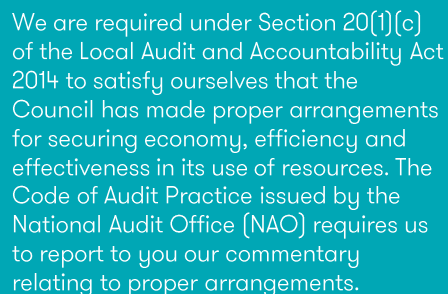 We are required under Section 20(1)(c)
of the Local Audit and Accountability Act
2014 to satisfy ourselves that the
Council has made proper arrangements
for securing economy, efficiency and
effectiveness in its use of resources. The
Code of Audit Practice issued by the
National Audit Office (NAO) requires us
to report to you our commentary
relating to proper arrangements.